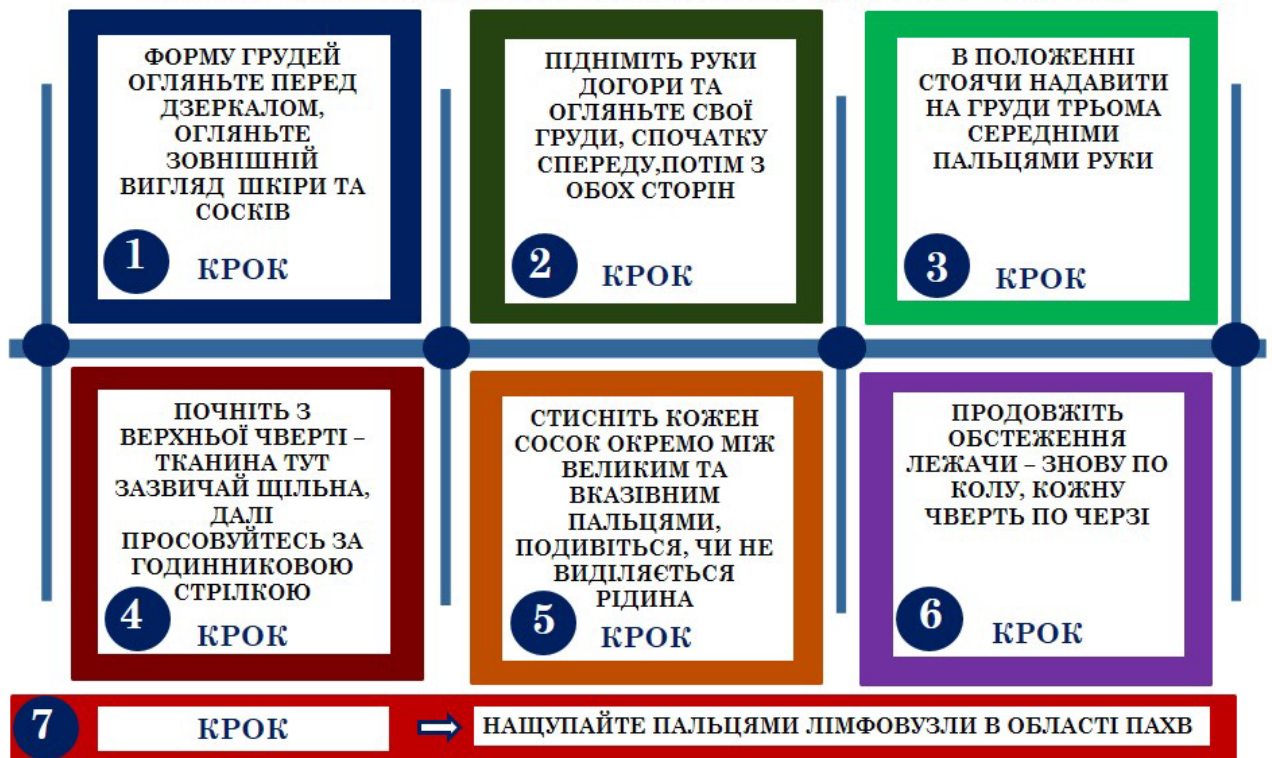 ФОРМУ ГРУДЕЙ
ОГЛЯНЬТЕ ПЕРЕД
ДЗЕРКАЛОМ,
ОГЛЯНЬТЕ
ЗОВНІШНІЙ
ВИГЛЯД ШКІРИ ТА
СОСКІВ
1 КРОК
ПІДНІМІТЬ РУКИ
ДОГОРИ ТА
ОГЛЯНЬТЕ СВОЇ
ГРУДИ, СПОЧАТКУ
СПЕРЕДУ,ПОТІМ З
ОБОХ СТОРІН
2 КРОК
В ПОЛОЖЕННІ
СТОЯЧИ НАДАВИТИ
НА ГРУДИ ТРЬОМА
СЕРЕДНІМИ
ПАЛЬЦЯМИ РУКИ
3 КРОК
ПОЧНІТЬ З
ВЕРХНЬОЇ ЧВЕРТІ –
ТКАНИНА ТУТ
ЗАЗВИЧАЙ ЩІЛЬНА,
ДАЛІ
ПРОСОВУЙТЕСЬ ЗА
ГОДИННИКОВОЮ
СТРІЛКОЮ
4 КРОК
СТИСНІТЬ КОЖЕН
СОСОК ОКРЕМО МІЖ
ВЕЛИКИМ ТА
ВКАЗІВНИМ
ПАЛЬЦЯМИ,
ПОДИВІТЬСЯ, ЧИ НЕ
ВИДІЛЯЄТЬСЯ
РІДИНА
5 КРОК
ПРОДОВЖІТЬ
ОБСТЕЖЕННЯ
ЛЕЖАЧИ – ЗНОВУ ПО
КОЛУ, КОЖНУ
ЧВЕРТЬ ПО ЧЕРЗІ
6 КРОК
7 КРОК
НАЩУПАЙТЕ ПАЛЬЦЯМИ ЛІМФОВУЗЛИ В ОБЛАСТІ ПАХВ